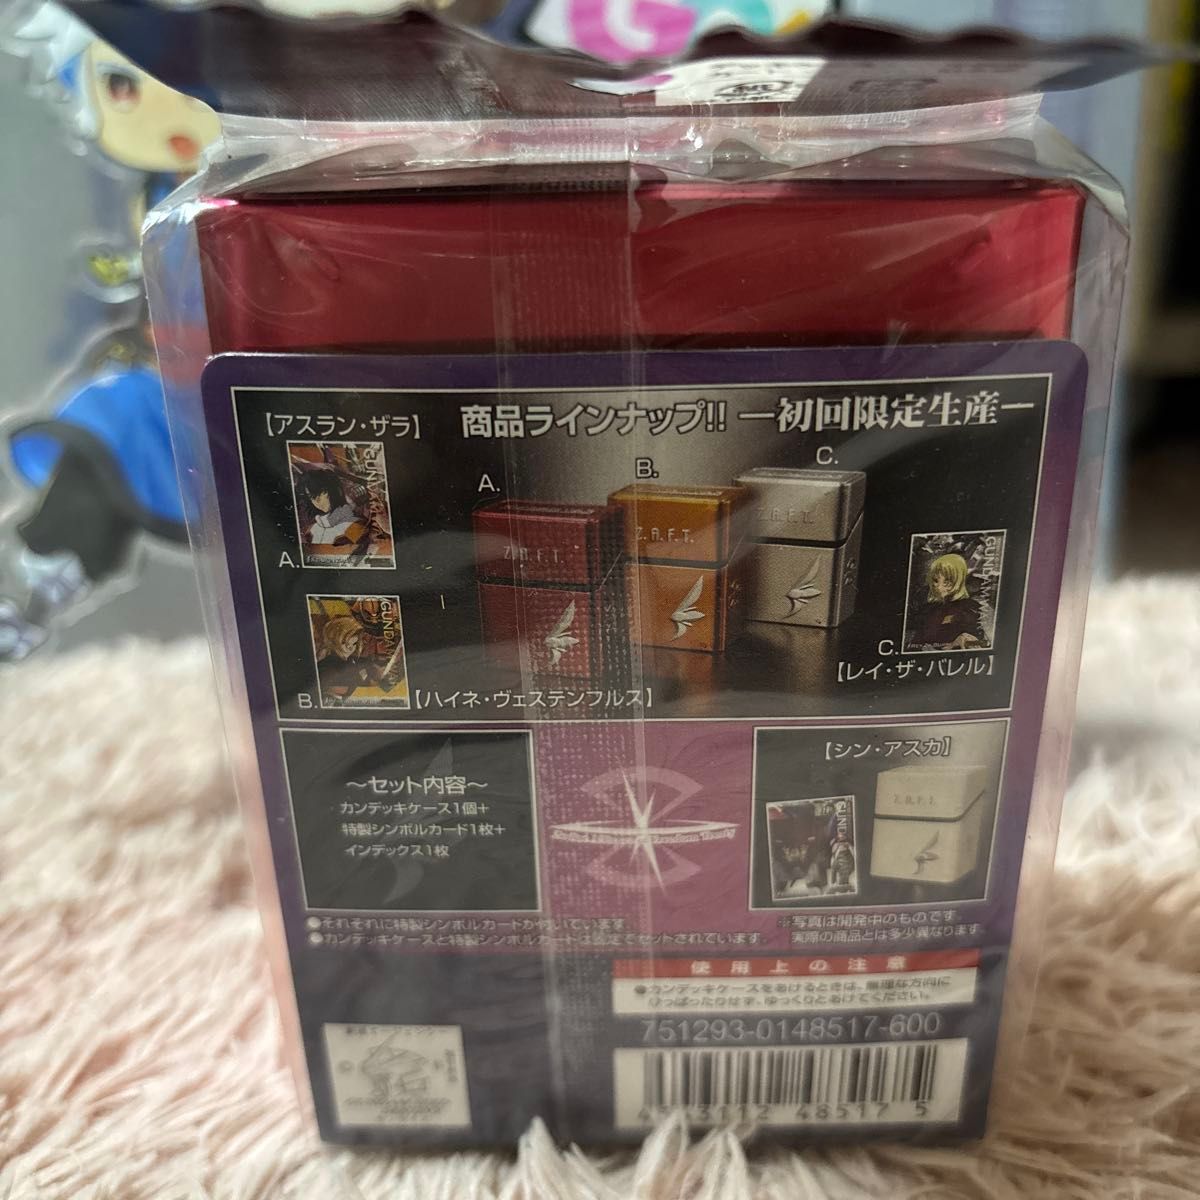 【アスラン・ザラ】
商品ラインナップ!! ―初回限定生産―
A.
B.
C.
Z.A.F.T.
Z.A.F.T.
Z.A.F.T.
A.
GUNDAM WAR
B.
【ハイネ・ヴェステンフルス】
C.
【レイ・ザ・バレル】
～セット内容～
カンデッキケース1個+
特製シンボルカード1枚+
インデックス1枚
【シン・アスカ】
Z.A.F.T.
●それぞれに特製シンボルカードが付いています。
●カンデッキケースと特製シンボルカードは固定でセットされています。
※写真は開発中のものです。
実際の商品とは多少異なります。
使用上の注意
●カンデッキケースをあけるときは、無理な方向に
ひっぱったりせず、ゆっくりとあけてください。
751293-0148517-600
4543112 48517 5